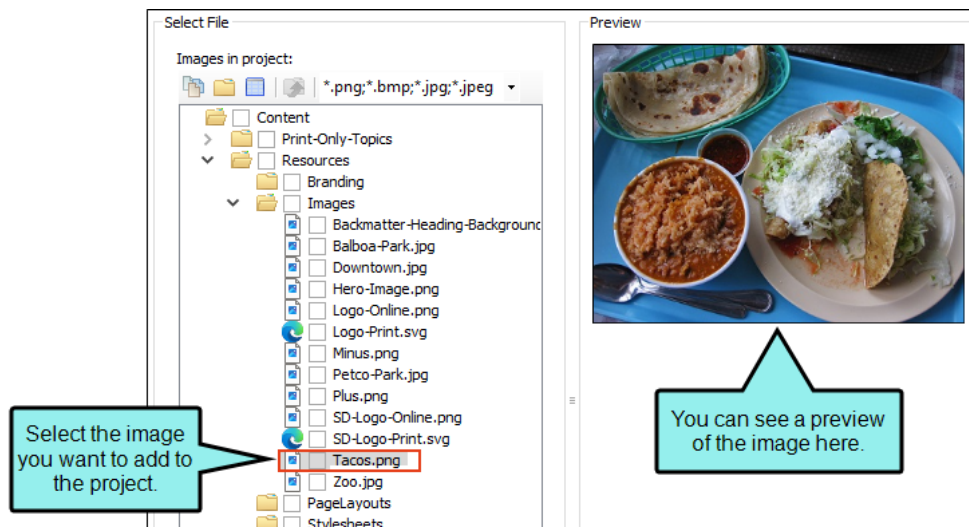 Select File
Images in project:
*.png;*.bmp;*.jpg;*.jpeg
Content
Print-Only-Topics
Resources
Branding
Images
Backmatter-Heading-Background
Balboa-Park.jpg
Downtown.jpg
Hero-Image.png
Logo-Online.png
Logo-Print.svg
Minus.png
Petco-Park.jpg
Plus.png
SD-Logo-Online.png
SD-Logo-Print.svg
Tacos.png
Zoo.jpg
PageLayouts
Stylesheets
Select the image
you want to add to
the project.
Preview
You can see a preview
of the image here.